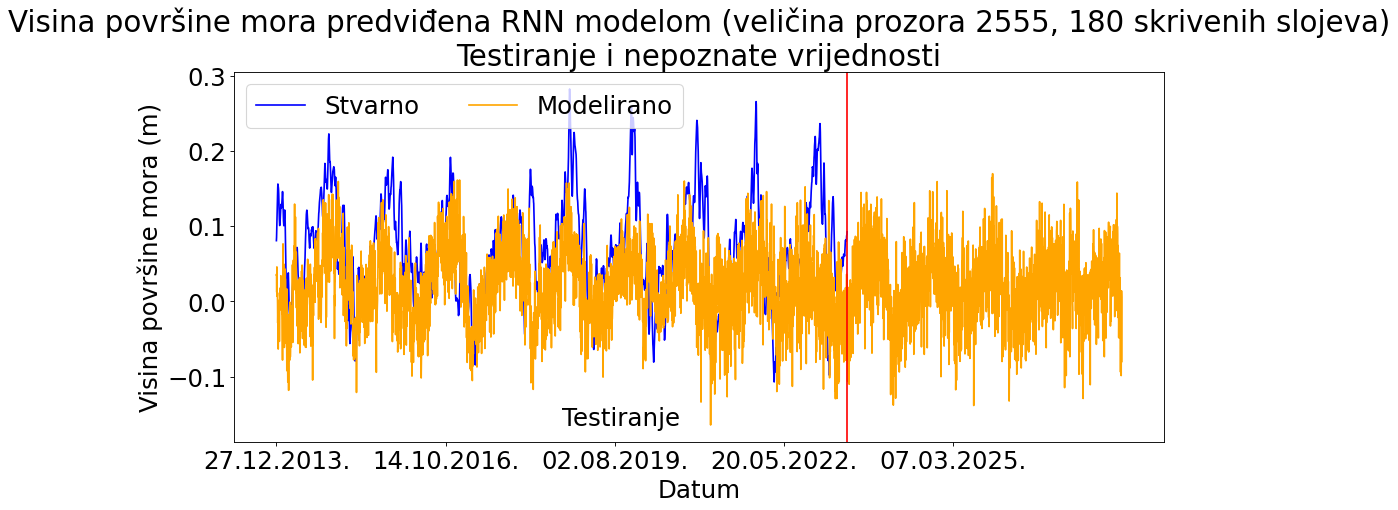 Visina površine mora predviđena RNN modelom (veličina prozora 2555, 180 skrivenih slojeva)
Testiranje i nepoznate vrijednosti
Stvarno
Modelirano
Visina površine mora (m)
0.3
0.2
0.1
0.0
−0.1
Testiranje
27.12.2013.
14.10.2016.
02.08.2019.
20.05.2022.
07.03.2025.
Datum